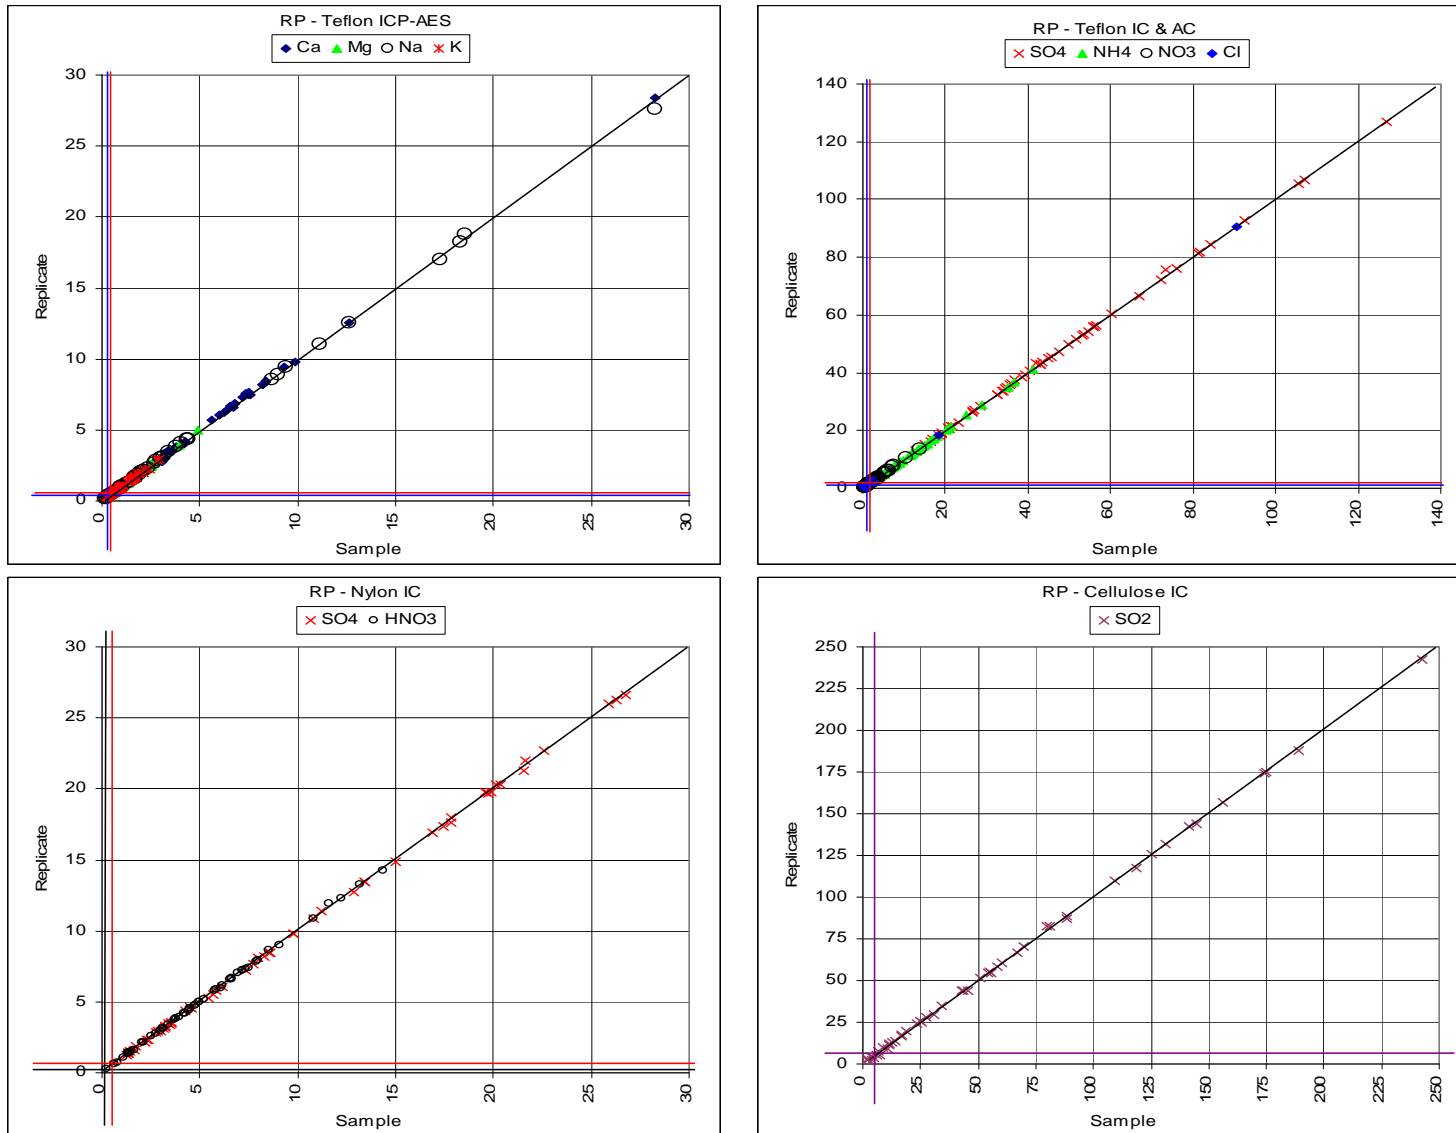 RP - Teflon ICP-AES
Ca Mg Na K
30
25
20
15
10
5
0
Replicate
0 5 10 15 20 25 30
Sample
RP - Teflon IC & AC
SO4 NH4 NO3 Cl
140
120
100
80
60
40
20
0
Replicate
0 20 40 60 80 100 120 140
Sample
RP - Nylon IC
SO4 HNO3
30
25
20
15
10
5
0
Replicate
0 5 10 15 20 25 30
Sample
RP - Cellulose IC
SO2
250
225
200
175
150
125
100
75
50
25
0
Replicate
0 25 50 75 100 125 150 175 200 225 250
Sample